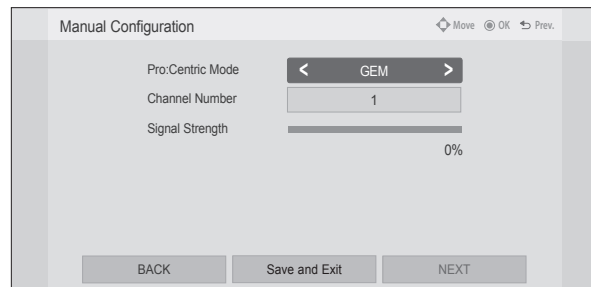 Manual Configuration Move OK Prev.
Pro:Centric Mode < GEM >
Channel Number 1
Signal Strength
0%
BACK Save and Exit NEXT